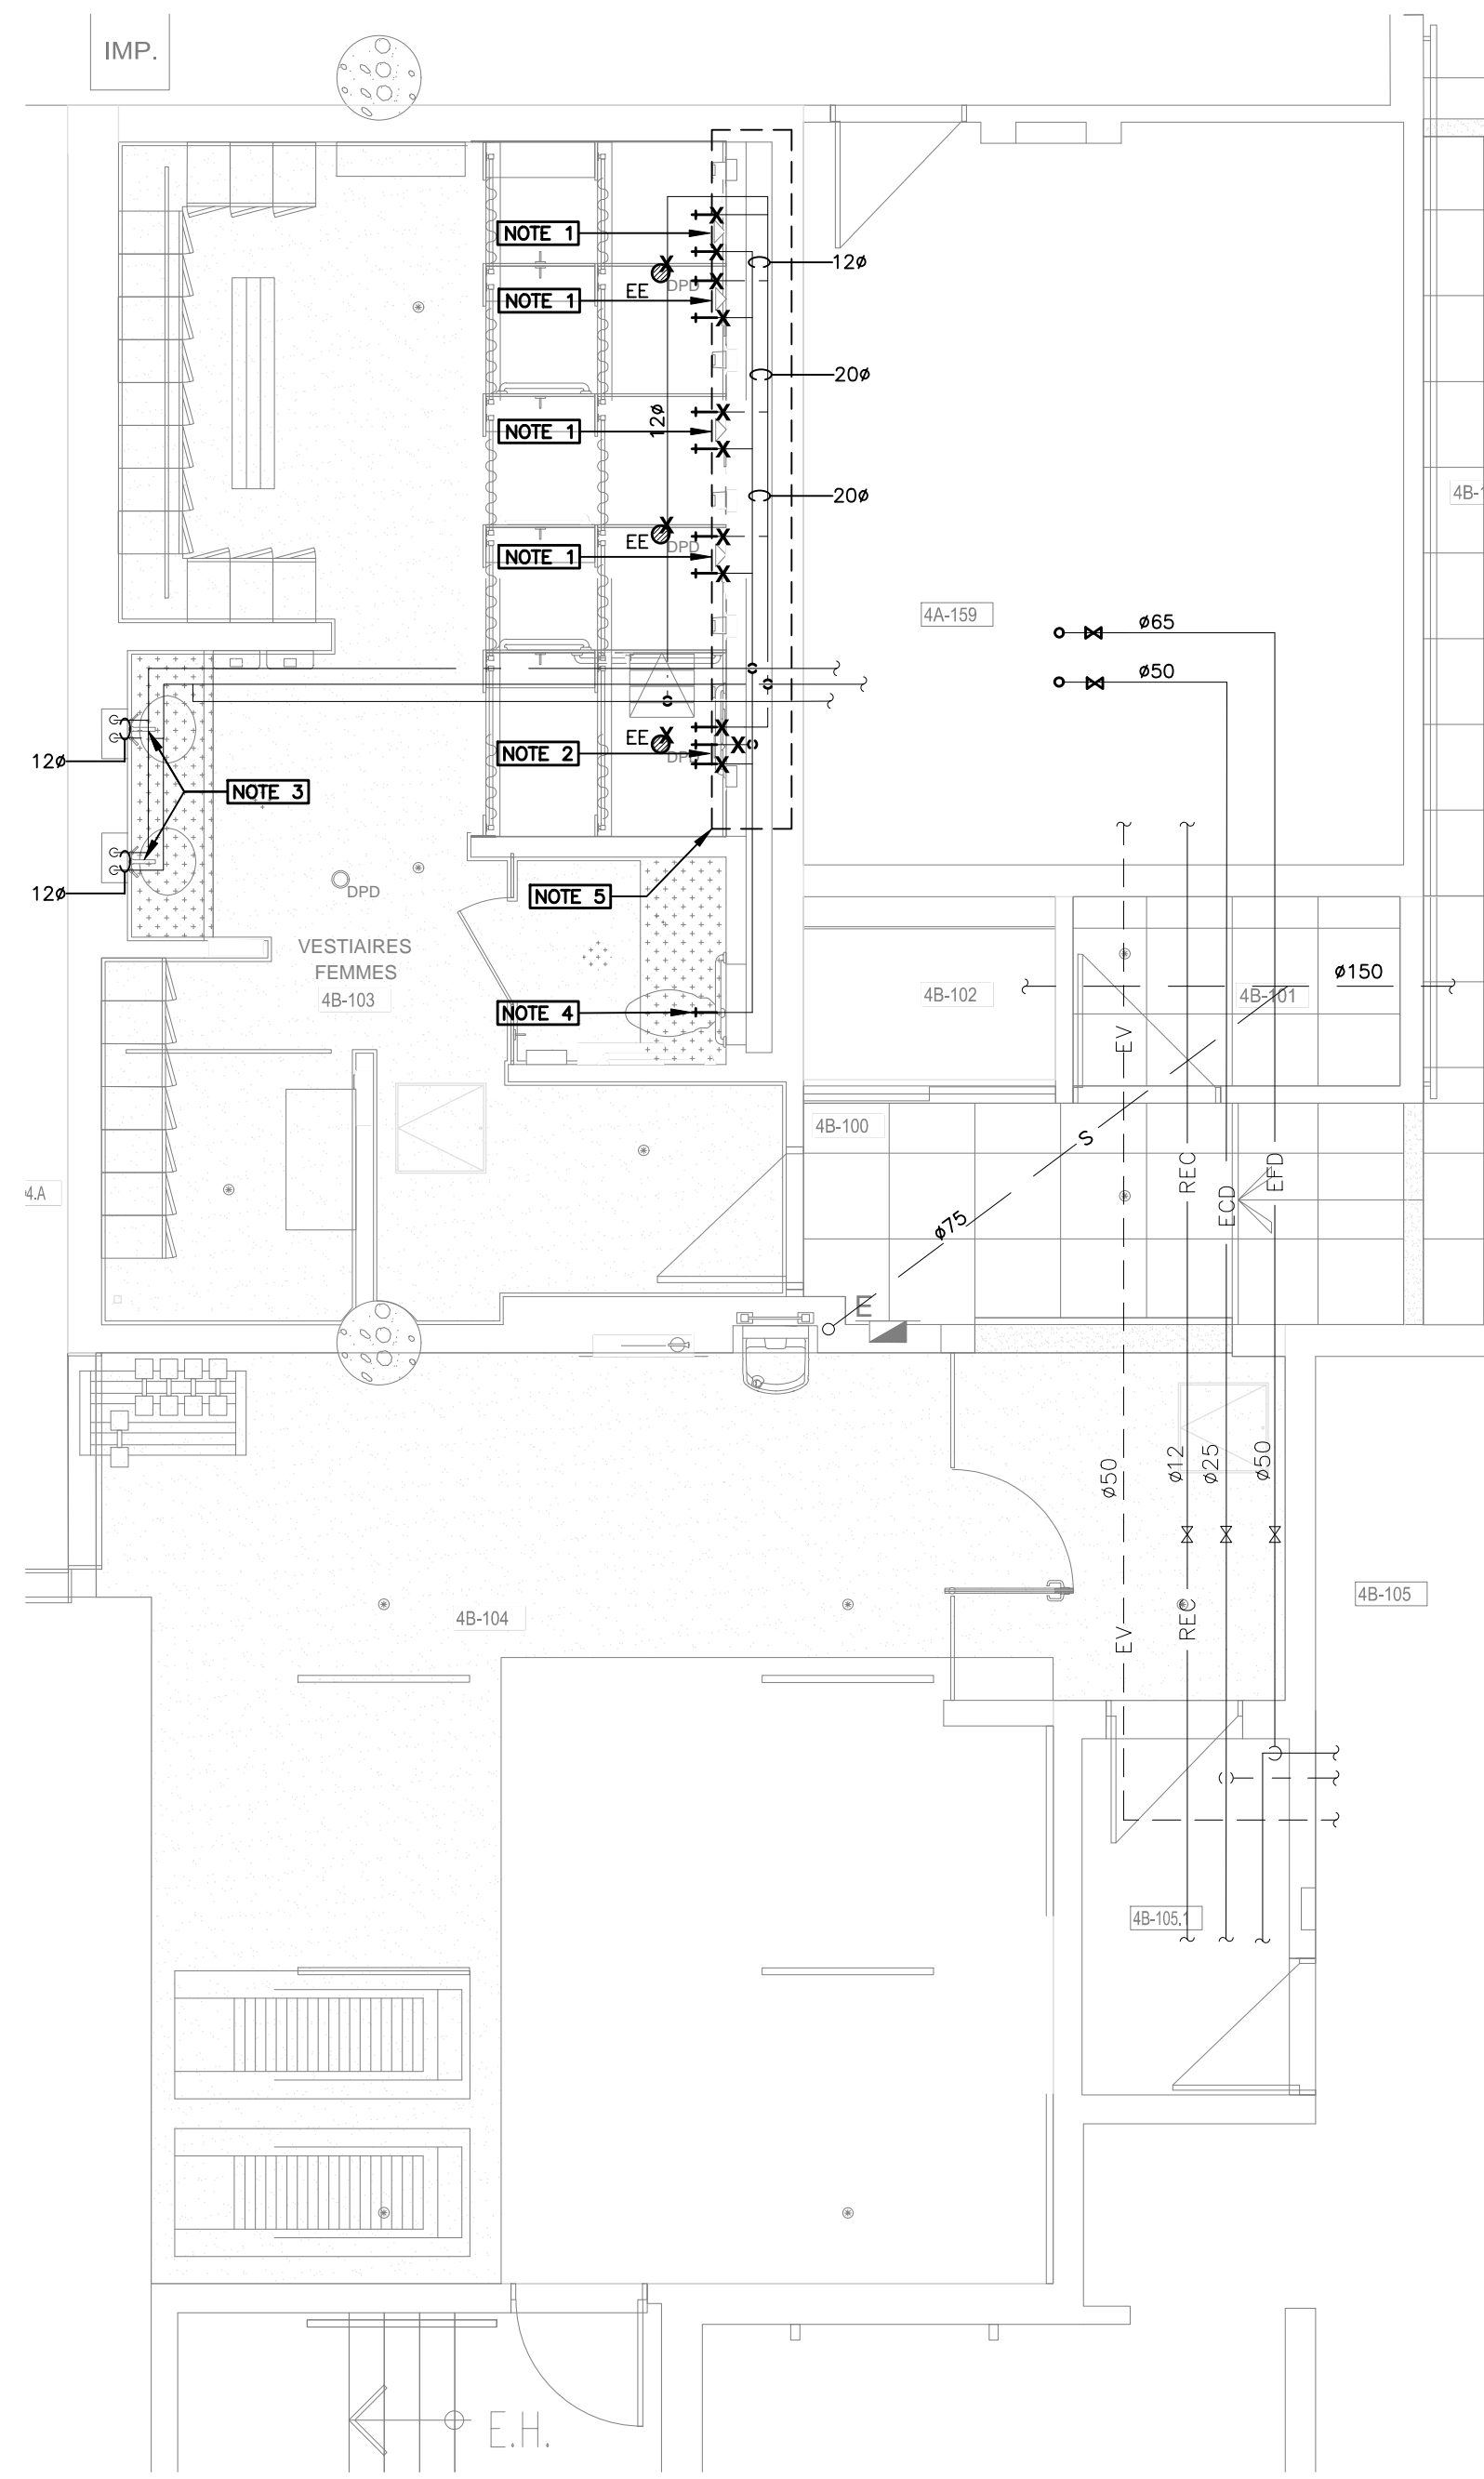 IMP.
NOTE 1
12ø
DPD
EE
NOTE 1
20ø
12ø
NOTE 1
20ø
4B-
EE
DPD
NOTE 1
4A-159
ø65
ø50
EE
NOTE 2
DPD
12ø
NOTE 3
12ø
DPD
NOTE 5
VESTIAIRES
FEMMES
4B-103
NOTE 4
4B-102
4B-101
ø150
EV
4B-100
S
REC
ECD
EFD
4.A
ø75
E
ø50
ø12
ø25
ø50
4B-104
EV
REC
4B-105
4B-105.1
E.H.